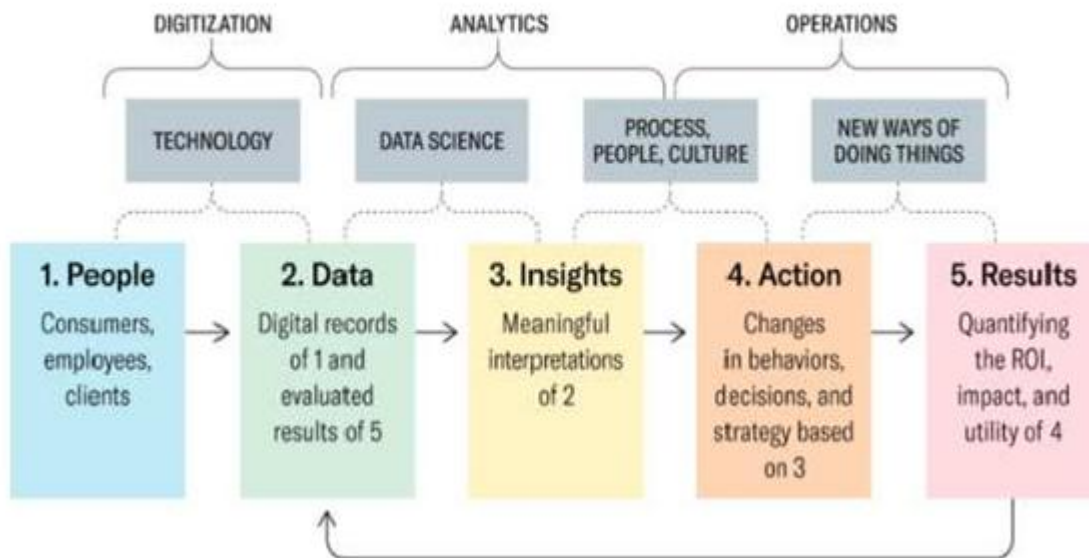 DIGITIZATION
ANALYTICS
OPERATIONS
TECHNOLOGY
DATA SCIENCE
PROCESS,
PEOPLE, CULTURE
NEW WAYS OF
DOING THINGS
1. People
Consumers,
employees,
clients
2. Data
Digital records
of 1 and
evaluated
results of 5
3. Insights
Meaningful
interpretations
of 2
4. Action
Changes
in behaviors,
decisions, and
strategy based
on 3
5. Results
Quantifying
the ROI,
impact, and
utility of 4